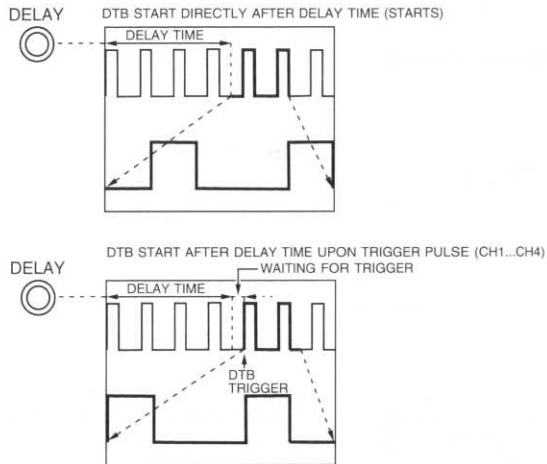 DELAY
DTB START DIRECTLY AFTER DELAY TIME (STARTS)
DELAY TIME
DTB START AFTER DELAY TIME UPON TRIGGER PULSE (CH1...CH4)
DELAY
WAITING FOR TRIGGER
DELAY TIME
DTB
TRIGGER